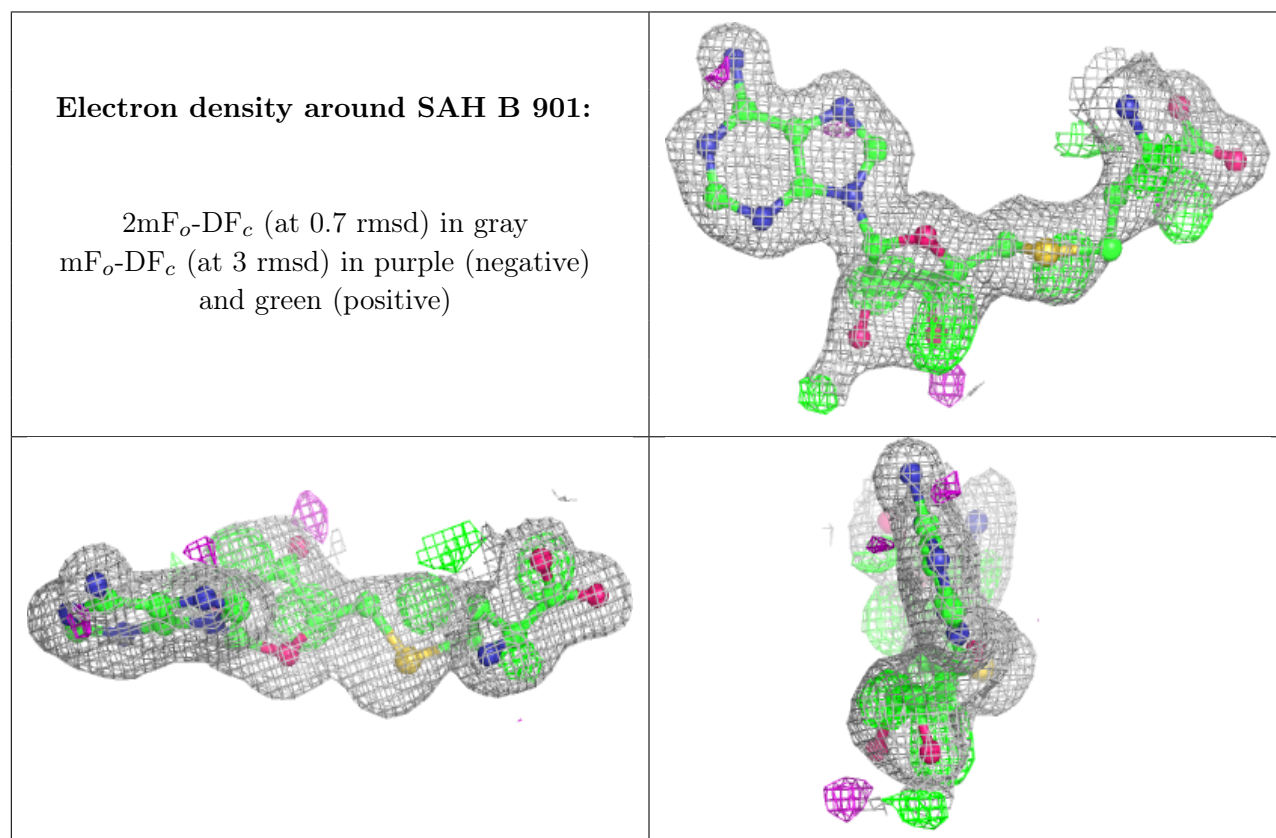 Electron density around SAH B 901:
2mFₒ-DF𝒸 (at 0.7 rmsd) in gray
mFₒ-DF𝒸 (at 3 rmsd) in purple (negative)
and green (positive)